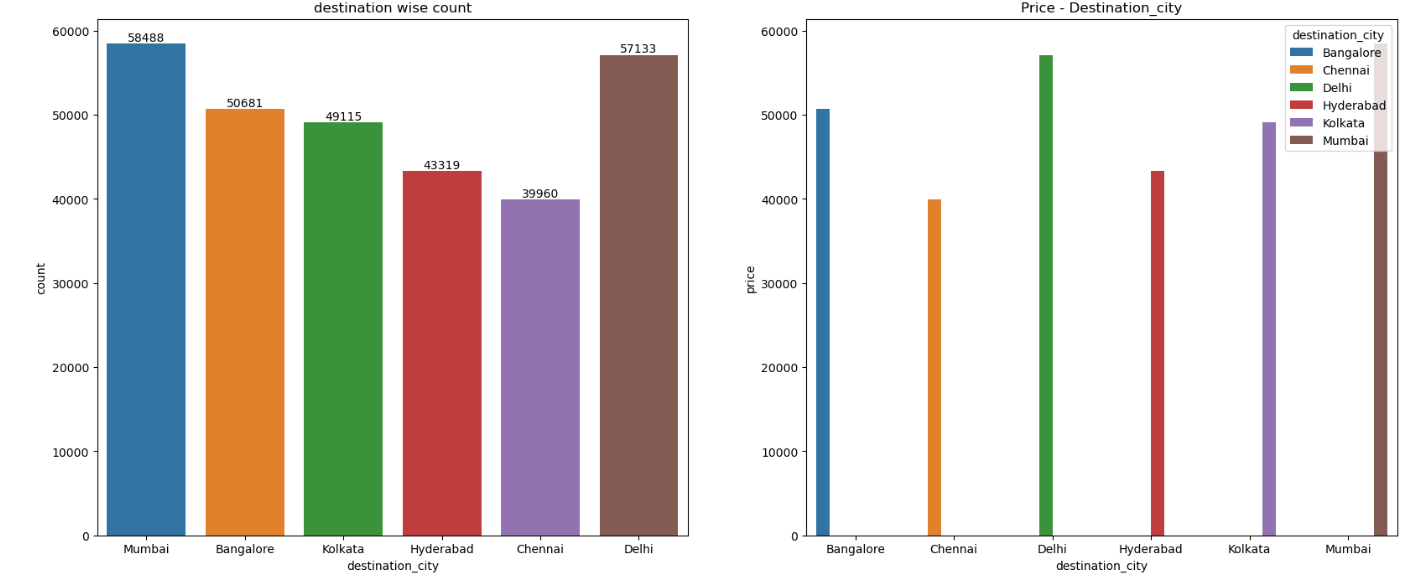 destination wise count
60000
50000
40000
30000
20000
10000
0
count
58488
50681
49115
43319
39960
57133
Mumbai Bangalore Kolkata Hyderabad Chennai Delhi
destination_city
Price - Destination_city
60000
50000
40000
30000
20000
10000
0
price
destination_city
Bangalore
Chennai
Delhi
Hyderabad
Kolkata
Mumbai
Bangalore Chennai Delhi Hyderabad Kolkata Mumbai
destination_city